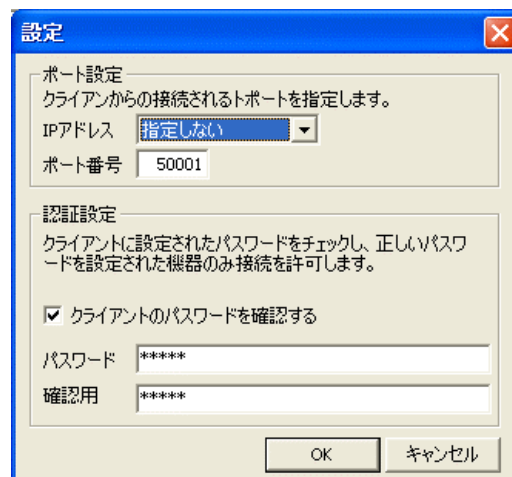 設定
ポート設定
クライアンからの接続されるトポートを指定します。
IPアドレス 指定しない
ポート番号 50001
認証設定
クライアントに設定されたパスワードをチェックし、正しいパスワ
ードを設定された機器のみ接続を許可します。
クライアントのパスワードを確認する
パスワード *****
確認用 *****
OK キャンセル